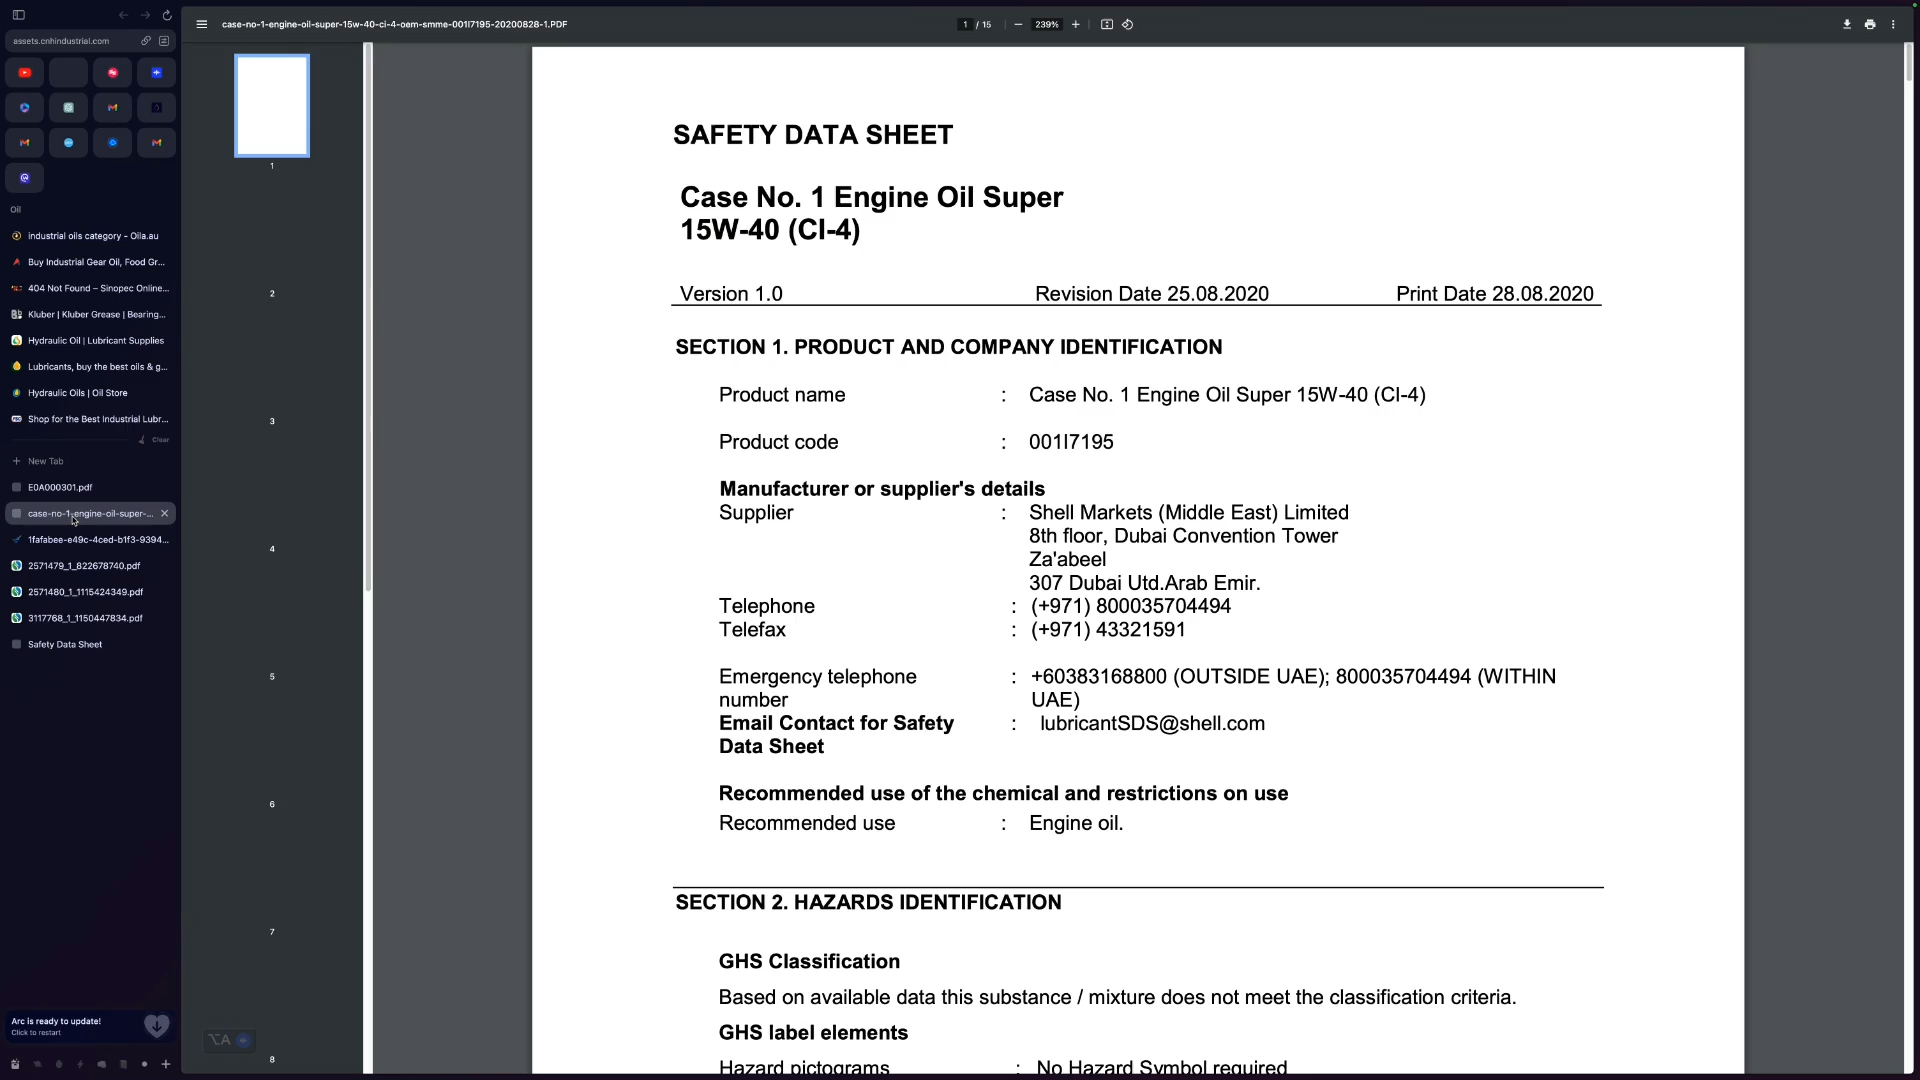 case-no-1-engine-oil-super-15w-40-ci-4-oem-smme-001I7195-20200828-1.PDF
1 / 15
239%
assets.cnhindustrial.com
Oil
industrial oils category – Oila.au
Buy Industrial Gear Oil, Food Gr...
404 Not Found – Sinopec Online...
Kluber | Kluber Grease | Bearing...
Hydraulic Oil | Lubricant Supplies
Lubricants, buy the best oils & g...
Hydraulic Oils | Oil Store
Shop for the Best Industrial Lubr...
Clear
New Tab
E0A000301.pdf
case-no-1-engine-oil-super-...
1fafabee-e49c-4ced-b1f3-9394...
2571479_1_822678740.pdf
2571480_1_1115424349.pdf
3117768_1_1150447834.pdf
Safety Data Sheet
Arc is ready to update!
Click to restart
1
2
3
4
5
6
7
8
⌥A
SAFETY DATA SHEET
Case No. 1 Engine Oil Super
15W-40 (CI-4)
Version 1.0 Revision Date 25.08.2020 Print Date 28.08.2020
SECTION 1. PRODUCT AND COMPANY IDENTIFICATION
Product name : Case No. 1 Engine Oil Super 15W-40 (CI-4)
Product code : 001I7195
Manufacturer or supplier's details
Supplier : Shell Markets (Middle East) Limited
8th floor, Dubai Convention Tower
Za'abeel
307 Dubai Utd.Arab Emir.
Telephone : (+971) 800035704494
Telefax : (+971) 43321591
Emergency telephone : +60383168800 (OUTSIDE UAE); 800035704494 (WITHIN
number UAE)
Email Contact for Safety : lubricantSDS@shell.com
Data Sheet
Recommended use of the chemical and restrictions on use
Recommended use : Engine oil.
SECTION 2. HAZARDS IDENTIFICATION
GHS Classification
Based on available data this substance / mixture does not meet the classification criteria.
GHS label elements
Hazard pictograms : No Hazard Symbol required